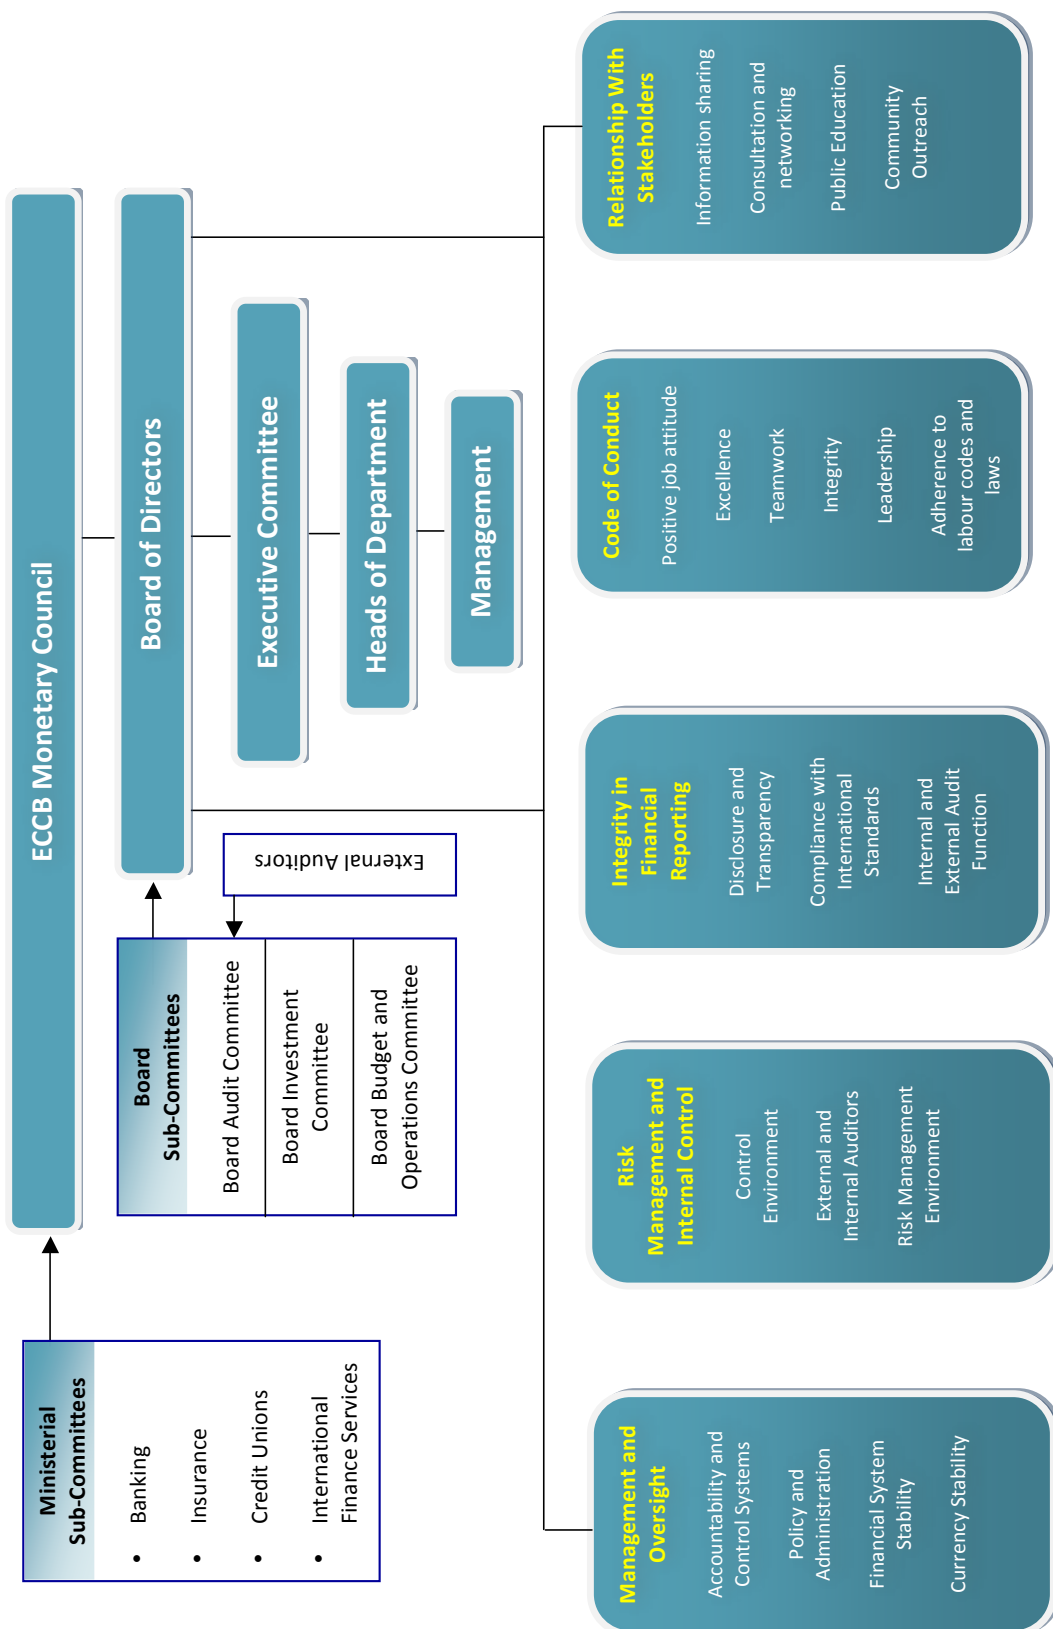 ECCB Monetary Council
Ministerial
Sub-Committees
• Banking
• Insurance
• Credit Unions
• International
Finance Services
Board of Directors
Board
Sub-Committees
Board Audit Committee
Board Investment
Committee
Board Budget and
Operations Committee
External Auditors
Executive Committee
Heads of Department
Management
Management and
Oversight
Accountability and
Control Systems
Policy and
Administration
Financial System
Stability
Currency Stability
Risk
Management and
Internal Control
Control
Environment
External and
Internal Auditors
Risk Management
Environment
Integrity in
Financial
Reporting
Disclosure and
Transparency
Compliance with
International
Standards
Internal and
External Audit
Function
Code of Conduct
Positive job attitude
Excellence
Teamwork
Integrity
Leadership
Adherence to
labour codes and
laws
Relationship With
Stakeholders
Information sharing
Consultation and
networking
Public Education
Community
Outreach